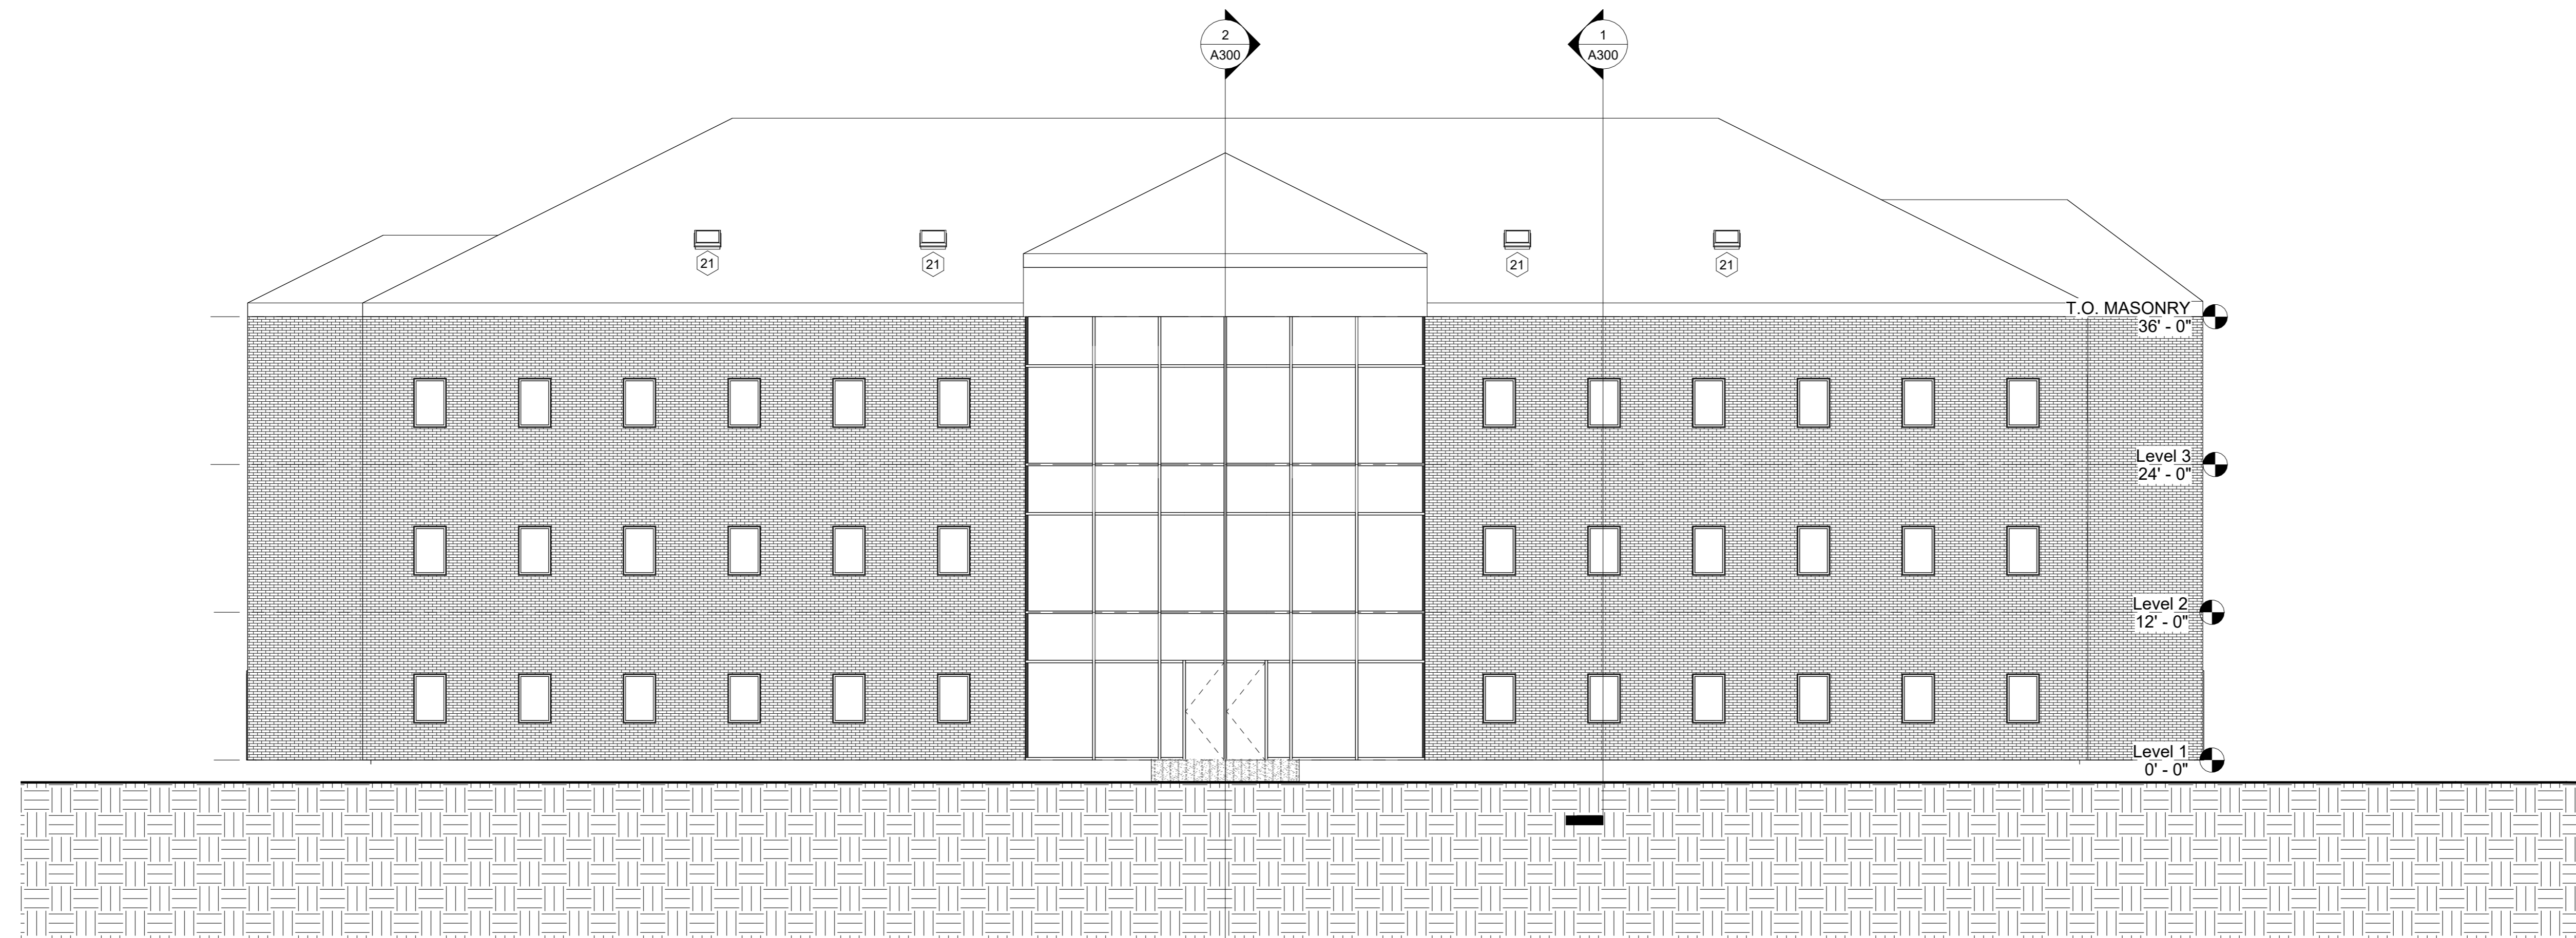 2
A300
1
A300
21
21
21
21
T.O. MASONRY
36' - 0"
Level 3
24' - 0"
Level 2
12' - 0"
Level 1
0' - 0"